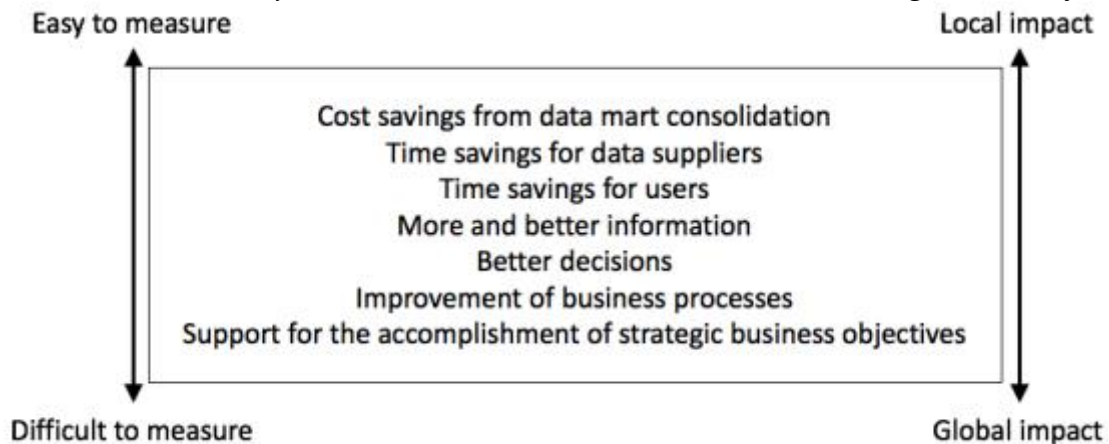 Easy to measure
Local impact
Cost savings from data mart consolidation
Time savings for data suppliers
Time savings for users
More and better information
Better decisions
Improvement of business processes
Support for the accomplishment of strategic business objectives
Difficult to measure
Global impact